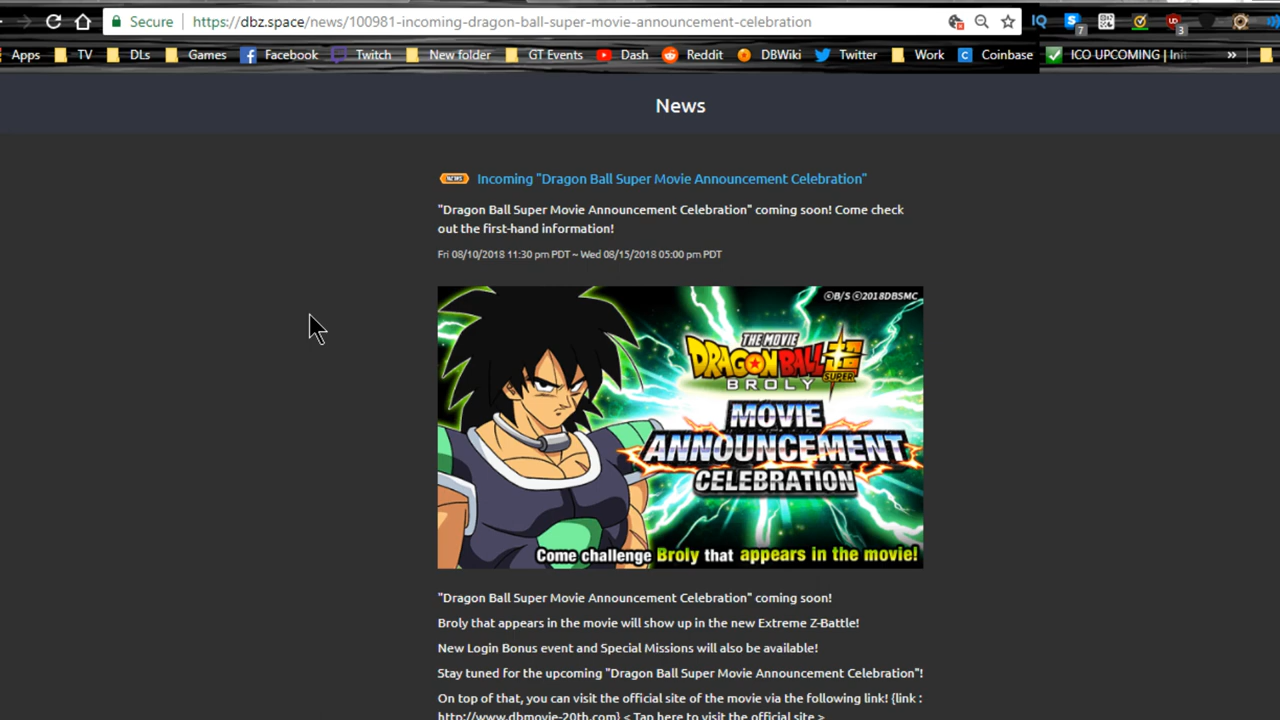 Secure https://dbz.space/news/100981-incoming-dragon-ball-super-movie-announcement-celebration
IQ
7
3
Apps TV DLs Games Facebook Twitch New folder GT Events Dash Reddit DBWiki Twitter Work Coinbase ICO UPCOMING | Init »
News
NEWS Incoming "Dragon Ball Super Movie Announcement Celebration"
"Dragon Ball Super Movie Announcement Celebration" coming soon! Come check
out the first-hand information!
Fri 08/10/2018 11:30 pm PDT ~ Wed 08/15/2018 05:00 pm PDT
©B/S ©2018DBSMC
THE MOVIE
DRAGON BALL 超
SUPER
BROLY
MOVIE
ANNOUNCEMENT
CELEBRATION
Come challenge Broly that appears in the movie!
"Dragon Ball Super Movie Announcement Celebration" coming soon!
Broly that appears in the movie will show up in the new Extreme Z-Battle!
New Login Bonus event and Special Missions will also be available!
Stay tuned for the upcoming "Dragon Ball Super Movie Announcement Celebration"!
On top of that, you can visit the official site of the movie via the following link! {link :
http://www.dbmovie-20th.com} < Tap here to visit the official site >